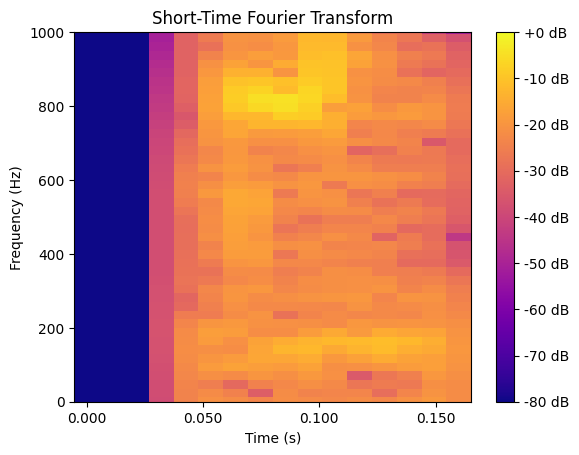 Short-Time Fourier Transform
1000
800
600
400
200
0
Frequency (Hz)
0.000
0.050
0.100
0.150
Time (s)
+0 dB
-10 dB
-20 dB
-30 dB
-40 dB
-50 dB
-60 dB
-70 dB
-80 dB